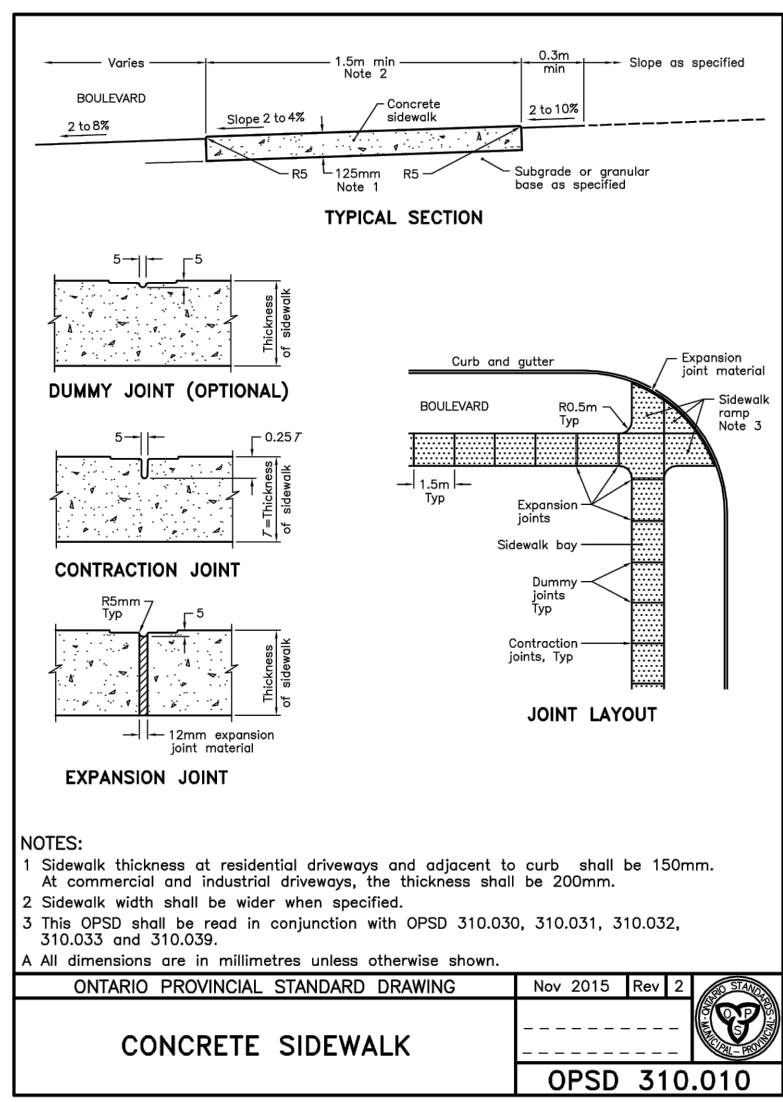 Varies
1.5m min
Note 2
0.3m
min
Slope as specified
BOULEVARD
2 to 8%
Slope 2 to 4%
Concrete
sidewalk
2 to 10%
R5
125mm
Note 1
R5
Subgrade or granular
base as specified
TYPICAL SECTION
5
5
Thickness
of sidewalk
DUMMY JOINT (OPTIONAL)
5
0.25T
T=Thickness
of sidewalk
CONTRACTION JOINT
R5mm
Typ
5
Thickness
of sidewalk
12mm expansion
joint material
EXPANSION JOINT
Curb and gutter
Expansion
joint material
BOULEVARD
R0.5m
Typ
Sidewalk
ramp
Note 3
1.5m
Typ
Expansion
joints
Sidewalk bay
Dummy
joints
Typ
Contraction
joints, Typ
JOINT LAYOUT
NOTES:
1 Sidewalk thickness at residential driveways and adjacent to curb shall be 150mm.
At commercial and industrial driveways, the thickness shall be 200mm.
2 Sidewalk width shall be wider when specified.
3 This OPSD shall be read in conjunction with OPSD 310.030, 310.031, 310.032,
310.033 and 310.039.
A All dimensions are in millimetres unless otherwise shown.
ONTARIO PROVINCIAL STANDARD DRAWING
Nov 2015
Rev
2
CONCRETE SIDEWALK
ONTARIO STANDARDS
MUNICIPAL-PROVINCIAL
O P
S
OPSD 310.010